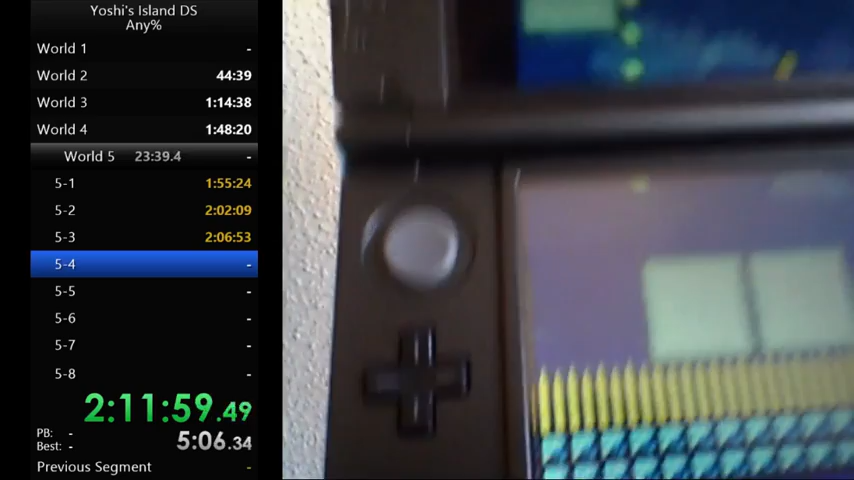 Yoshi's Island DS
Any%
World 1 -
World 2 44:39
World 3 1:14:38
World 4 1:48:20
World 5 23:39.4 -
5-1 1:55:24
5-2 2:02:09
5-3 2:06:53
5-4 -
5-5 -
5-6 -
5-7 -
5-8 -
2:11:59.49
PB: -
Best: -
5:06.34
Previous Segment -